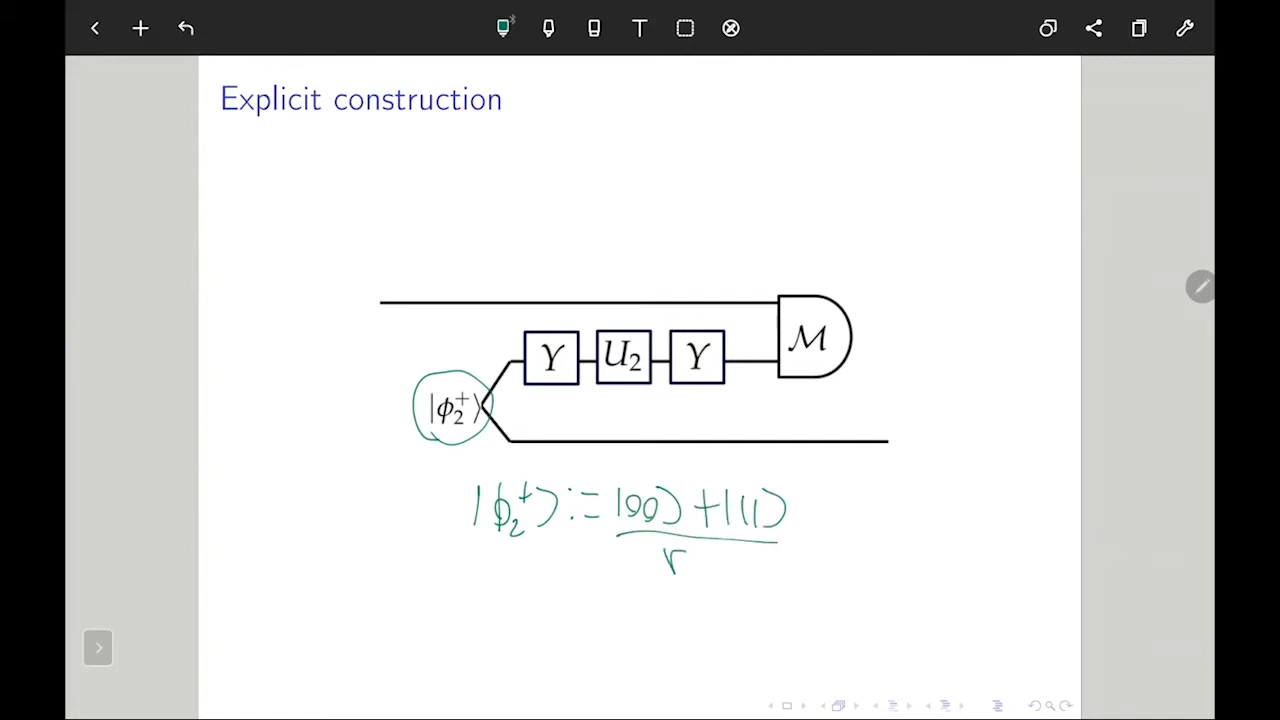 Explicit construction
Y U₂ Y ℳ
|ϕ₂⁺⟩
|ϕ₂⁺⟩ := |00⟩ + |11⟩
√